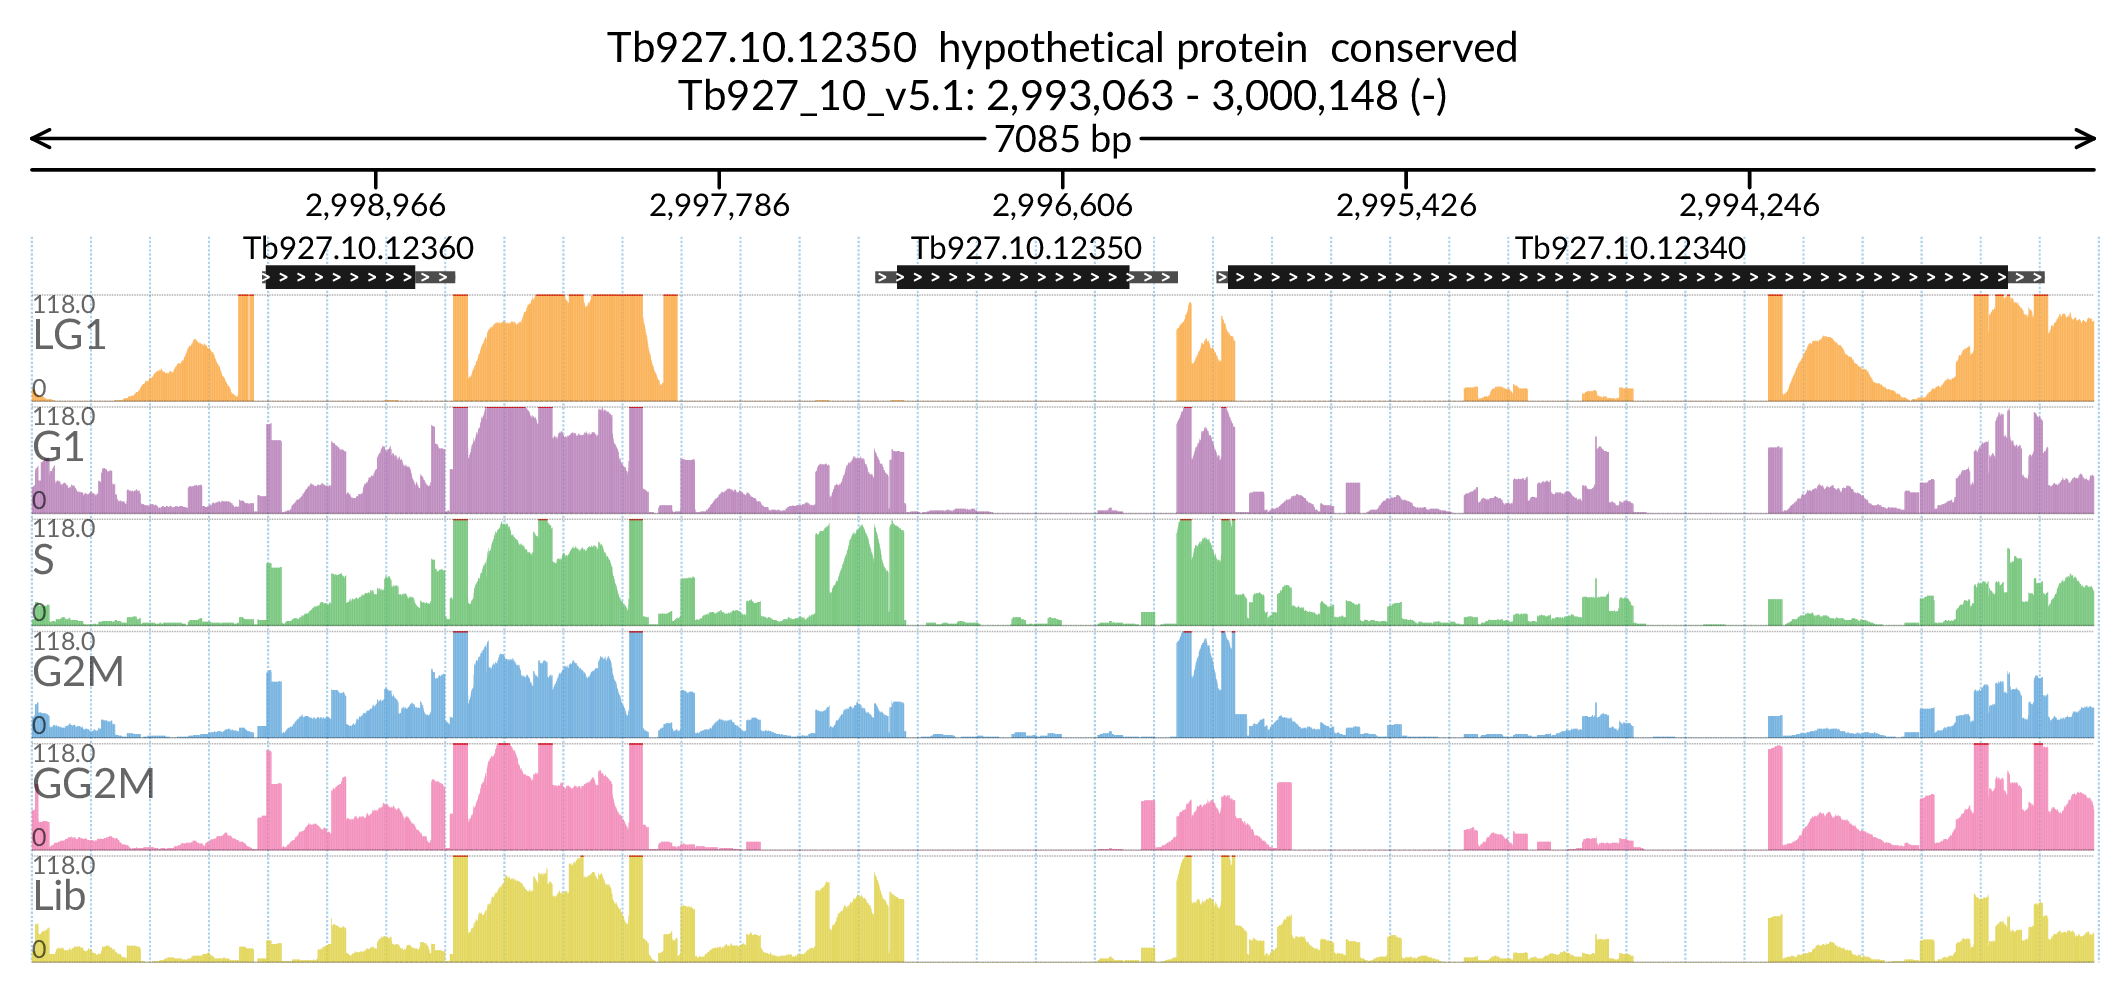 Tb927.10.12350 hypothetical protein conserved
Tb927_10_v5.1: 2,993,063 - 3,000,148 (-)
7085 bp
2,998,966 2,997,786 2,996,606 2,995,426 2,994,246
Tb927.10.12360 Tb927.10.12350 Tb927.10.12340
118.0
LG1
0
118.0
G1
0
118.0
S
0
118.0
G2M
0
118.0
GG2M
0
118.0
Lib
0